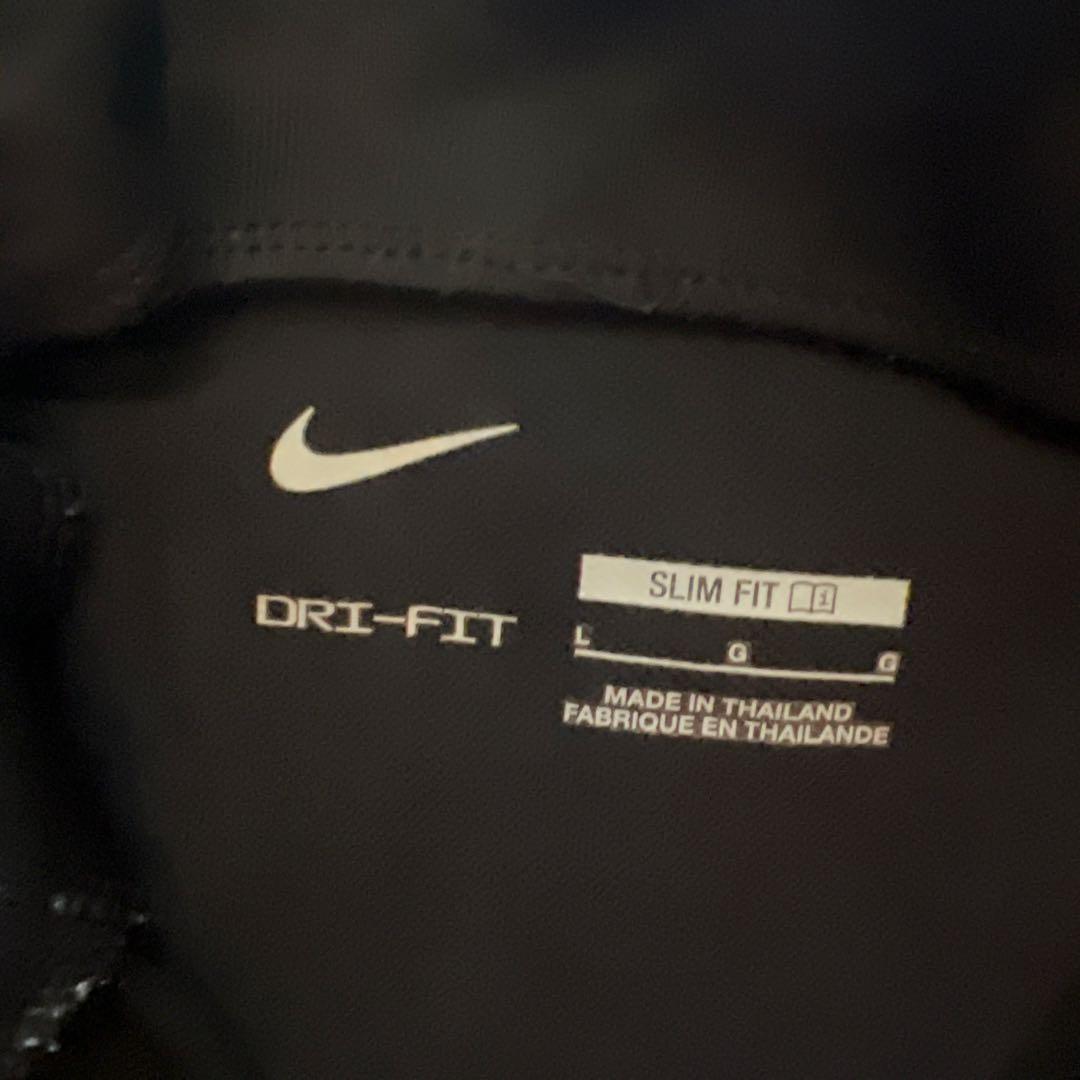 DRI-FIT
SLIM FIT
L G G
MADE IN THAILAND
FABRIQUE EN THAILANDE